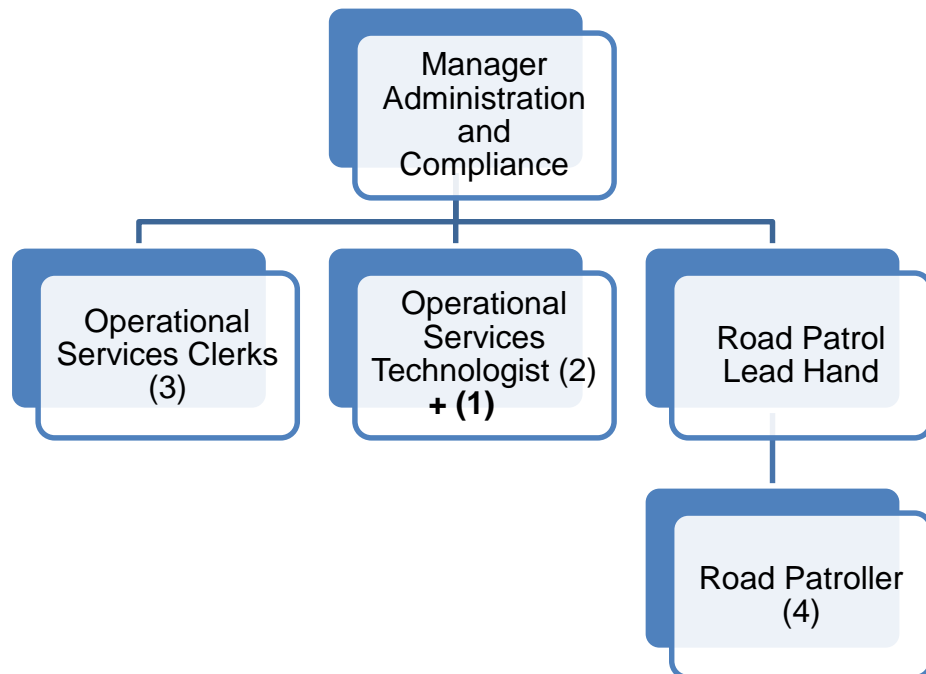 Manager
Administration
and
Compliance
Operational
Services Clerks
(3)
Operational
Services
Technologist (2)
+ (1)
Road Patrol
Lead Hand
Road Patroller
(4)